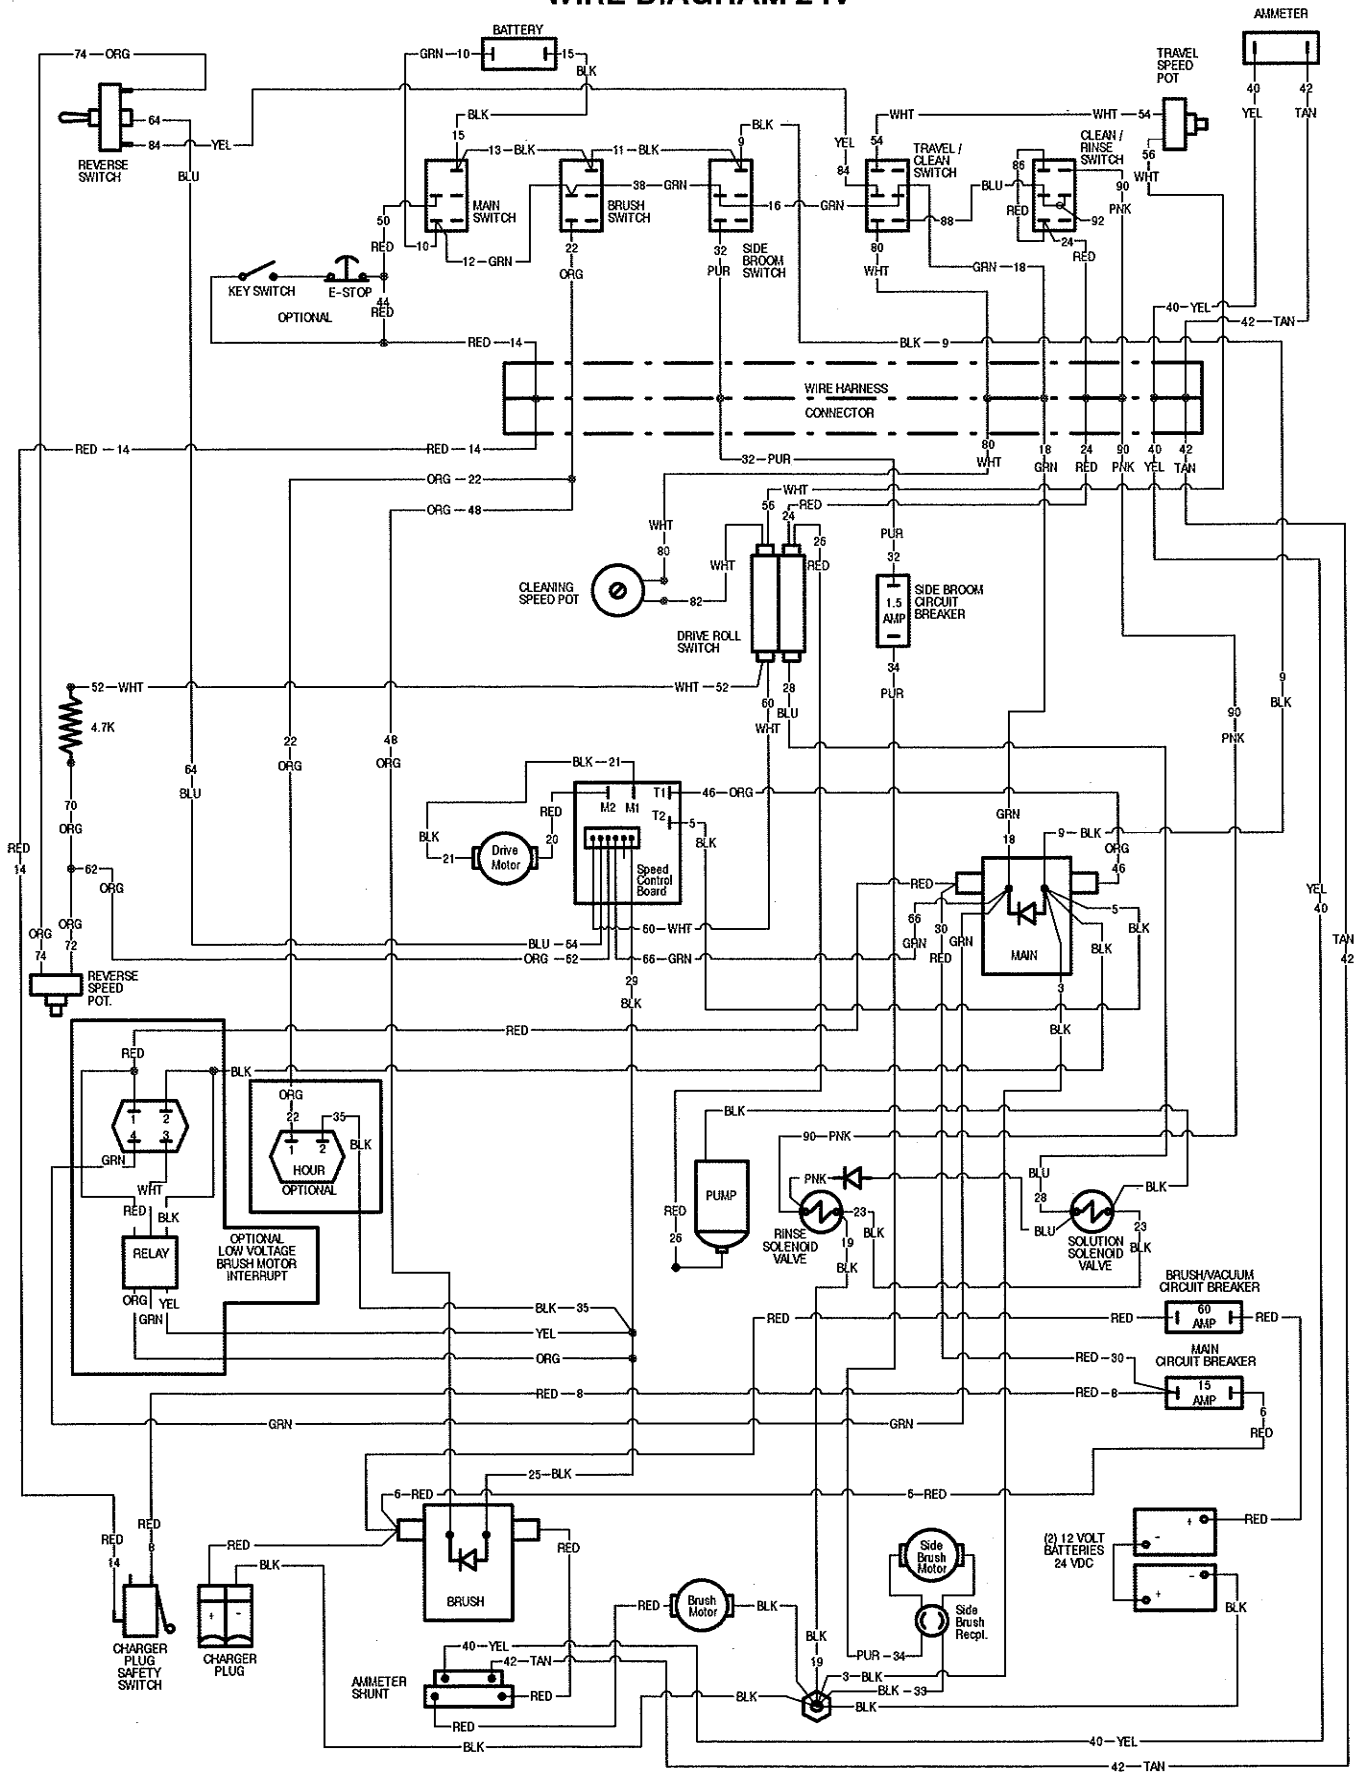 AMMETER
BATTERY
74 ORG
GRN 10
15
BLK
TRAVEL
SPEED
POT
40
42
YEL
TAN
64
84 YEL
REVERSE
SWITCH
BLU
BLK
15
13 BLK
11 BLK
9
BLK
YEL
84
WHT
54
WHT 54
TRAVEL /
CLEAN
SWITCH
CLEAN /
RINSE
SWITCH
56
WHT
86
RED
90
PNK
92
BLU
88
24
RED
38 GRN
16 GRN
MAIN
SWITCH
BRUSH
SWITCH
SIDE
BROOM
SWITCH
50
RED
10
12 GRN
22
ORG
32
PUR
80
WHT
GRN 18
KEY SWITCH
E-STOP
44
RED
OPTIONAL
40 YEL
42 TAN
RED 14
BLK 9
WIRE HARNESS
CONNECTOR
RED 14
RED 14
80
WHT
18
GRN
24
RED
90
PNK
40
YEL
42
TAN
32 PUR
ORG 22
ORG 48
WHT
56
RED
24
26
RED
WHT
80
WHT
82
PUR
32
CLEANING
SPEED POT
1.5
AMP
SIDE BROOM
CIRCUIT
BREAKER
DRIVE ROLL
SWITCH
34
PUR
52 WHT
WHT 52
28
BLU
60
WHT
9
BLK
90
PNK
4.7K
22
ORG
48
ORG
64
BLU
70
ORG
BLK 21
M2
M1
T1
T2
46 ORG
5
BLK
RED
20
BLK
21
Drive
Motor
Speed
Control
Board
GRN
18
9 BLK
ORG
46
RED
14
62
ORG
ORG
72
ORG
74
RED
66
GRN
30
RED
GRN
5
BLK
BLK
MAIN
YEL
40
TAN
42
60 WHT
BLU 64
ORG 62
66 GRN
29
BLK
3
BLK
REVERSE
SPEED
POT.
RED
RED
BLK
1
2
4
3
GRN
WHT
RED
BLK
RELAY
ORG
GRN
YEL
ORG
22
35
BLK
1
2
HOUR
OPTIONAL
OPTIONAL
LOW VOLTAGE
BRUSH MOTOR
INTERRUPT
BLK
90 PNK
PNK
PUMP
RED
26
RINSE
SOLENOID
VALVE
23
BLK
19
BLK
BLU
28
BLU
BLK
23
BLK
SOLUTION
SOLENOID
VALVE
BRUSH/VACUUM
CIRCUIT BREAKER
60
AMP
RED
RED
RED
BLK 35
YEL
ORG
MAIN
CIRCUIT BREAKER
15
AMP
RED 30
RED 8
RED 8
6
RED
GRN
GRN
25 BLK
6 RED
6 RED
RED
14
RED
8
RED
BLK
RED
BRUSH
(2) 12 VOLT
BATTERIES
24 VDC
+
-
-
+
RED
BLK
Side
Brush
Motor
Side
Brush
Recpl.
CHARGER
PLUG
SAFETY
SWITCH
+
-
CHARGER
PLUG
RED
Brush
Motor
BLK
BLK
19
PUR 34
3 BLK
BLK 33
BLK
BLK
40 YEL
42 TAN
AMMETER
SHUNT
RED
RED
BLK
40 YEL
42 TAN